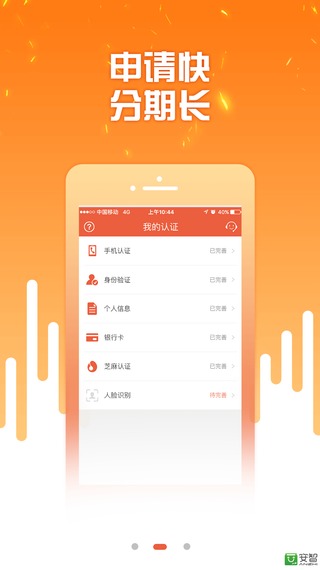 申请快
分期长
中国移动 4G 上午10:44 41%
我的认证
手机认证 已完善
身份验证 已完善
个人信息 已完善
银行卡 已完善
芝麻认证 已完善
人脸识别 待完善
安智